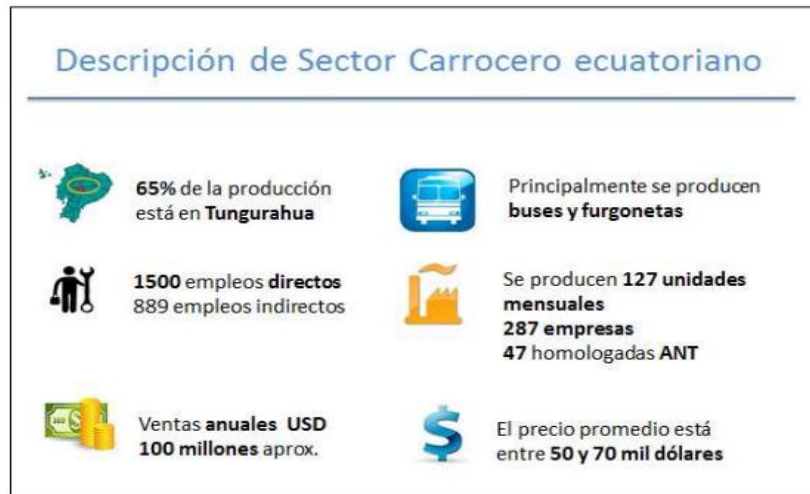 Descripción de Sector Carrocero ecuatoriano
65% de la producción
está en Tungurahua
Principalmente se producen
buses y furgonetas
1500 empleos directos
889 empleos indirectos
Se producen 127 unidades
mensuales
287 empresas
47 homologadas ANT
Ventas anuales USD
100 millones aprox.
El precio promedio está
entre 50 y 70 mil dólares